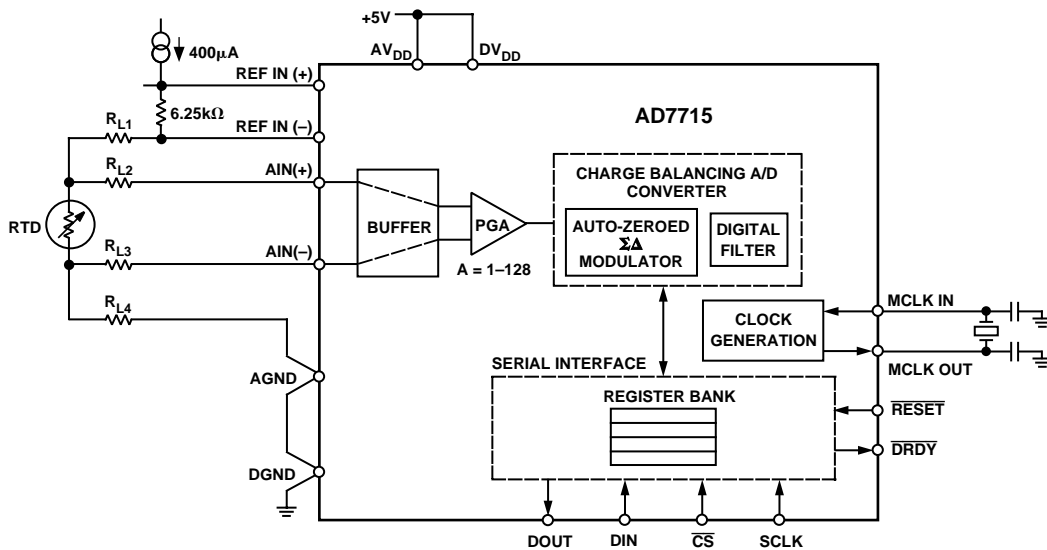 +5V
AVDD
DVDD
400µA
REF IN (+)
6.25kΩ
REF IN(–)
RL1
RL2
AIN(+)
RTD
RL3
AIN(–)
RL4
AGND
DGND
AD7715
BUFFER
PGA
A = 1–128
CHARGE BALANCING A/D
CONVERTER
AUTO-ZEROED
ΣΔ
MODULATOR
DIGITAL
FILTER
CLOCK
GENERATION
MCLK IN
MCLK OUT
SERIAL INTERFACE
REGISTER BANK
RESET
DRDY
DOUT
DIN
CS
SCLK